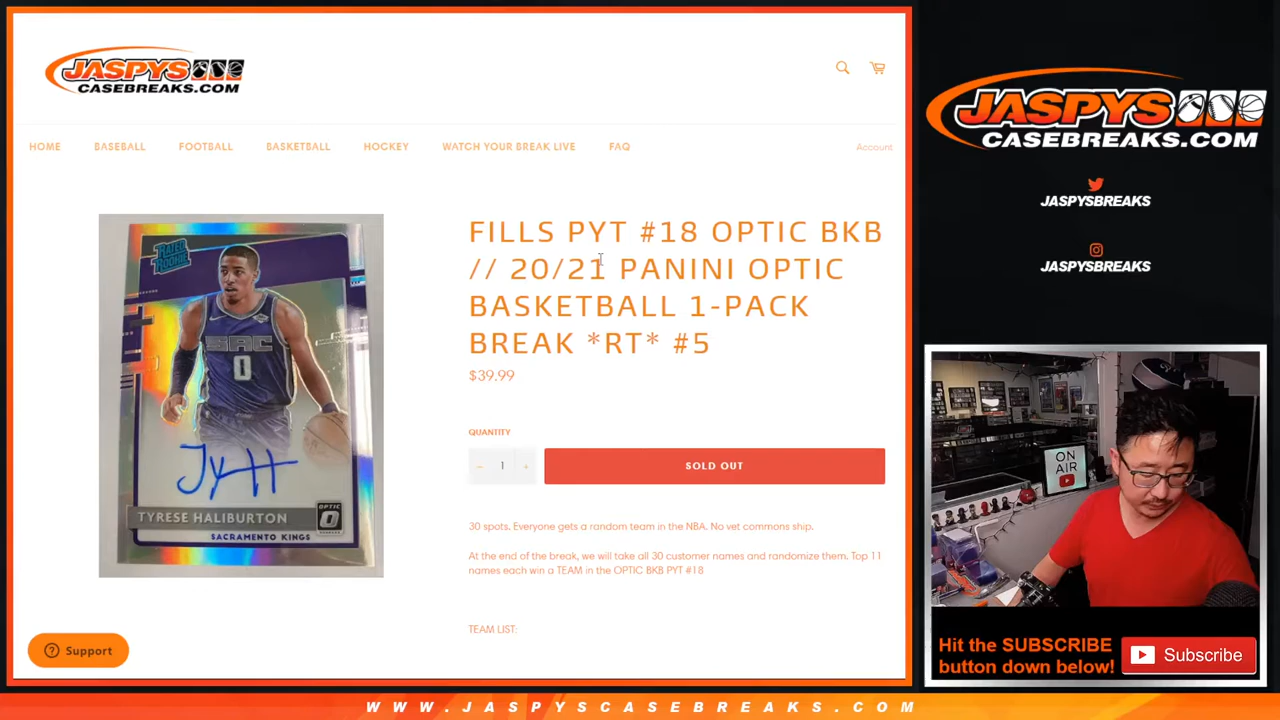 JASPYS
CASEBREAKS.COM
HOME BASEBALL FOOTBALL BASKETBALL HOCKEY WATCH YOUR BREAK LIVE FAQ Account
RATED ROOKIE
SAC
0
TYRESE HALIBURTON
OPTIC
SACRAMENTO KINGS
FILLS PYT #18 OPTIC BKB
// 20/21 PANINI OPTIC
BASKETBALL 1-PACK
BREAK *RT* #5
$39.99
QUANTITY
− 1 + SOLD OUT
30 spots. Everyone gets a random team in the NBA. No vet commons ship.
At the end of the break, we will take all 30 customer names and randomize them. Top 11
names each win a TEAM in the OPTIC BKB PYT #18
TEAM LIST:
Support
JASPYS
CASEBREAKS.COM
JASPYSBREAKS
JASPYSBREAKS
ON
AIR
Hit the SUBSCRIBE
button down below!
Subscribe
WWW.JASPYSCASEBREAKS.COM